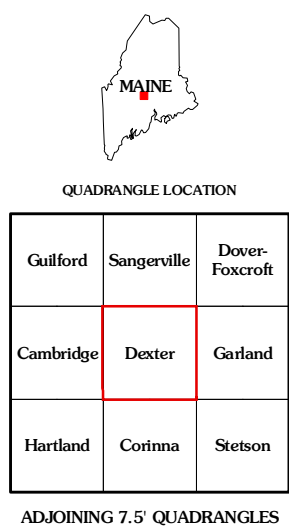 MAINE
QUADRANGLE LOCATION
Guilford
Sangerville
Dover-
Foxcroft
Cambridge
Dexter
Garland
Hartland
Corinna
Stetson
ADJOINING 7.5' QUADRANGLES